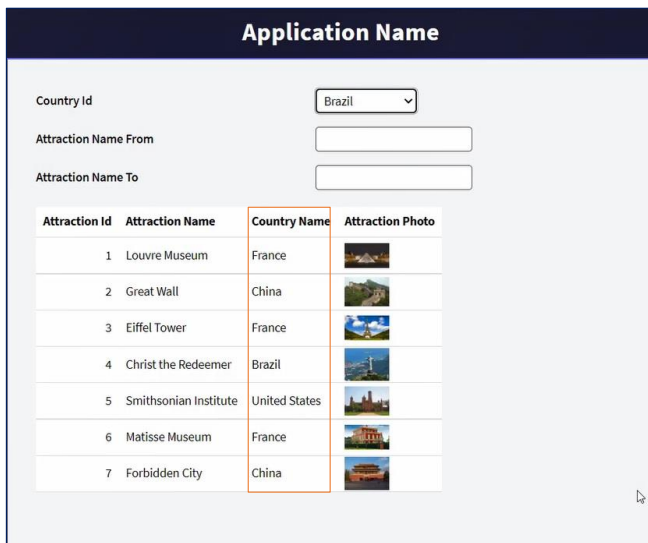 Application Name
Country Id Brazil
Attraction Name From
Attraction Name To
Attraction Id Attraction Name Country Name Attraction Photo
1 Louvre Museum France
2 Great Wall China
3 Eiffel Tower France
4 Christ the Redeemer Brazil
5 Smithsonian Institute United States
6 Matisse Museum France
7 Forbidden City China